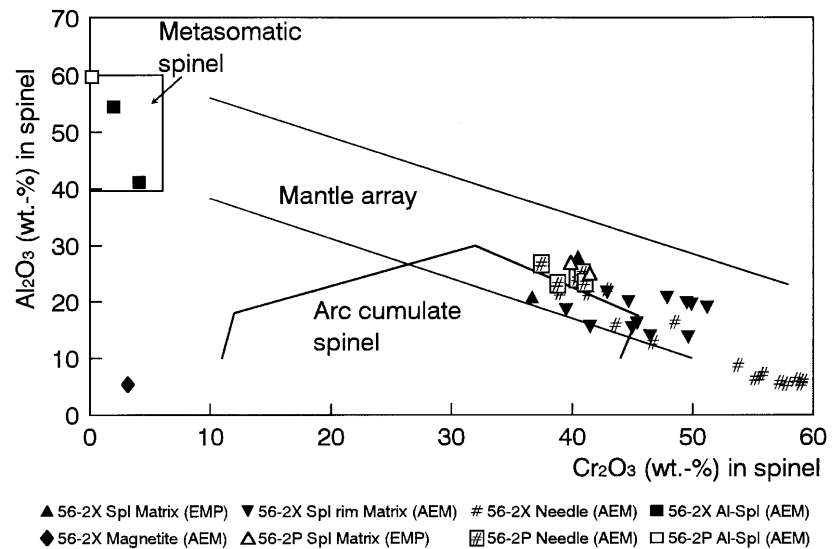 70
Metasomatic
spinel
60
50
40
Mantle array
30
20
Arc cumulate
spinel
10
0
Al₂O₃ (wt.-%) in spinel
0 10 20 30 40 50 60
Cr₂O₃ (wt.-%) in spinel
▲ 56-2X Spl Matrix (EMP) ▼ 56-2X Spl rim Matrix (AEM) # 56-2X Needle (AEM) ■ 56-2X Al-Spl (AEM)
◆ 56-2X Magnetite (AEM) △ 56-2P Spl Matrix (EMP) # 56-2P Needle (AEM) □ 56-2P Al-Spl (AEM)